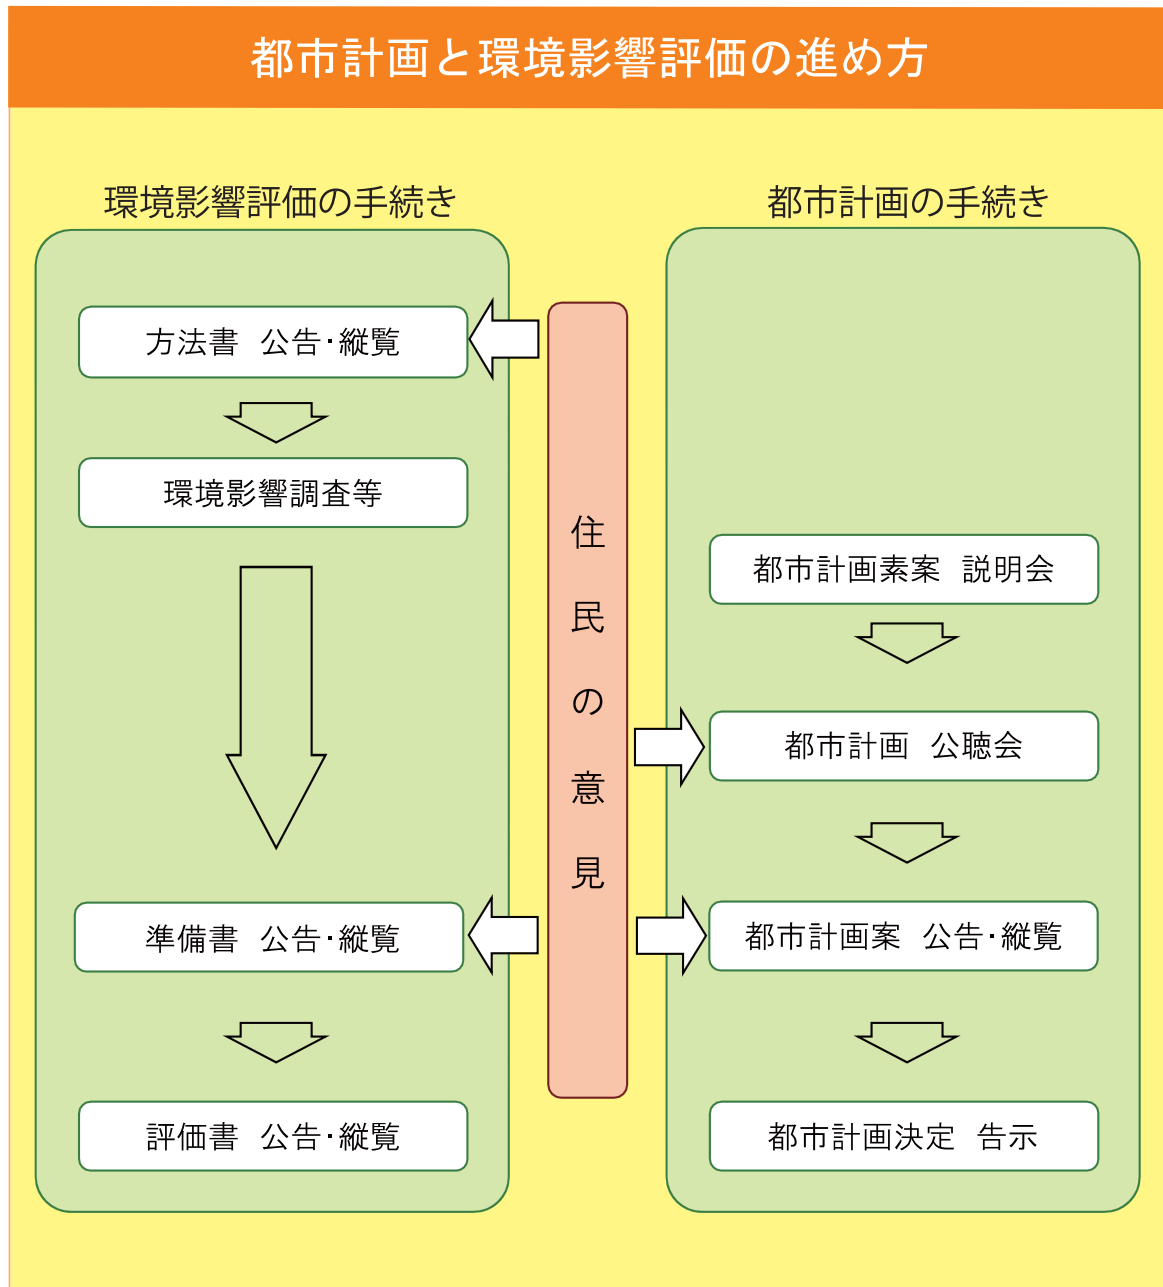 都市計画と環境影響評価の進め方
環境影響評価の手続き
方法書　公告・縦覧
環境影響調査等
準備書　公告・縦覧
評価書　公告・縦覧
住民の意見
都市計画の手続き
都市計画素案　説明会
都市計画　公聴会
都市計画案　公告・縦覧
都市計画決定　告示